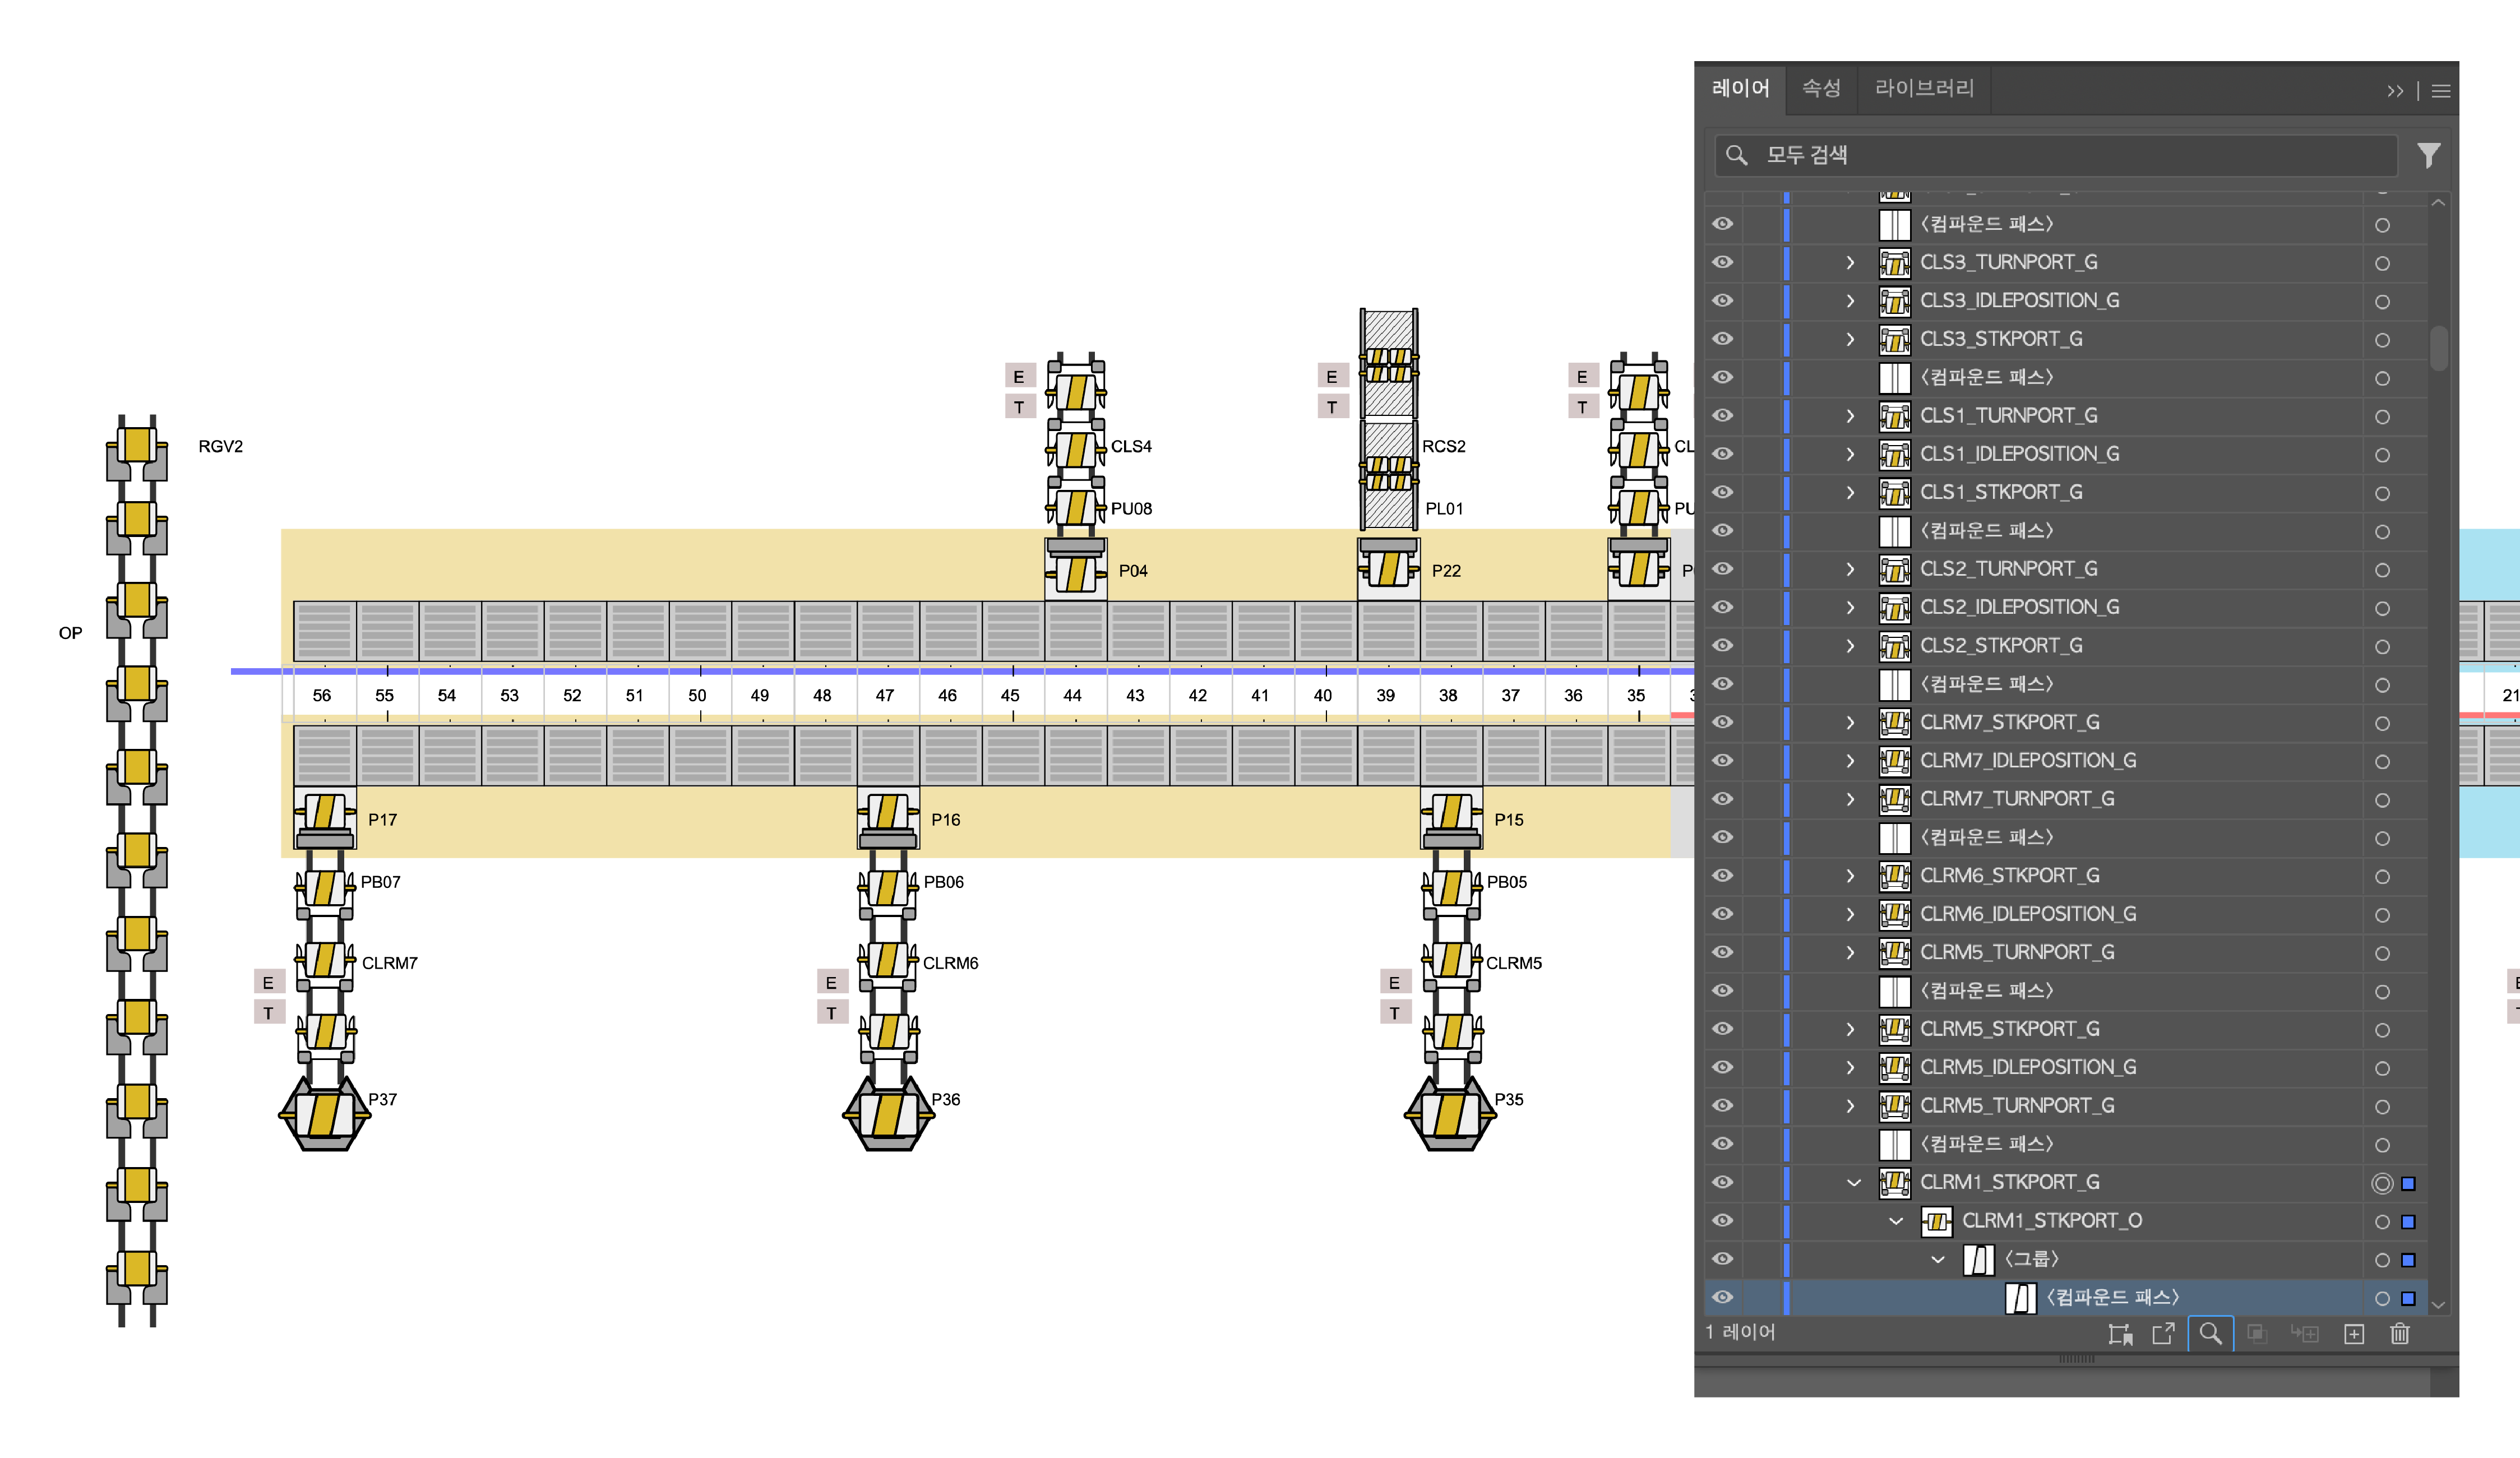 E
T
E
T
E
T
RGV2
CLS4
RCS2
CL
PU08
PL01
PU
P04
P22
P
OP
56 55 54 53 52 51 50 49 48 47 46 45 44 43 42 41 40 39 38 37 36 35
21
P17
P16
P15
PB07
PB06
PB05
CLRM7
CLRM6
CLRM5
E
T
E
T
E
T
P37
P36
P35
레이어 속성 라이브러리
모두 검색
〈컴파운드 패스〉
CLS3_TURNPORT_G
CLS3_IDLEPOSITION_G
CLS3_STKPORT_G
〈컴파운드 패스〉
CLS1_TURNPORT_G
CLS1_IDLEPOSITION_G
CLS1_STKPORT_G
〈컴파운드 패스〉
CLS2_TURNPORT_G
CLS2_IDLEPOSITION_G
CLS2_STKPORT_G
〈컴파운드 패스〉
CLRM7_STKPORT_G
CLRM7_IDLEPOSITION_G
CLRM7_TURNPORT_G
〈컴파운드 패스〉
CLRM6_STKPORT_G
CLRM6_IDLEPOSITION_G
CLRM5_TURNPORT_G
〈컴파운드 패스〉
CLRM5_STKPORT_G
CLRM5_IDLEPOSITION_G
CLRM5_TURNPORT_G
〈컴파운드 패스〉
CLRM1_STKPORT_G
CLRM1_STKPORT_O
〈그룹〉
〈컴파운드 패스〉
1 레이어